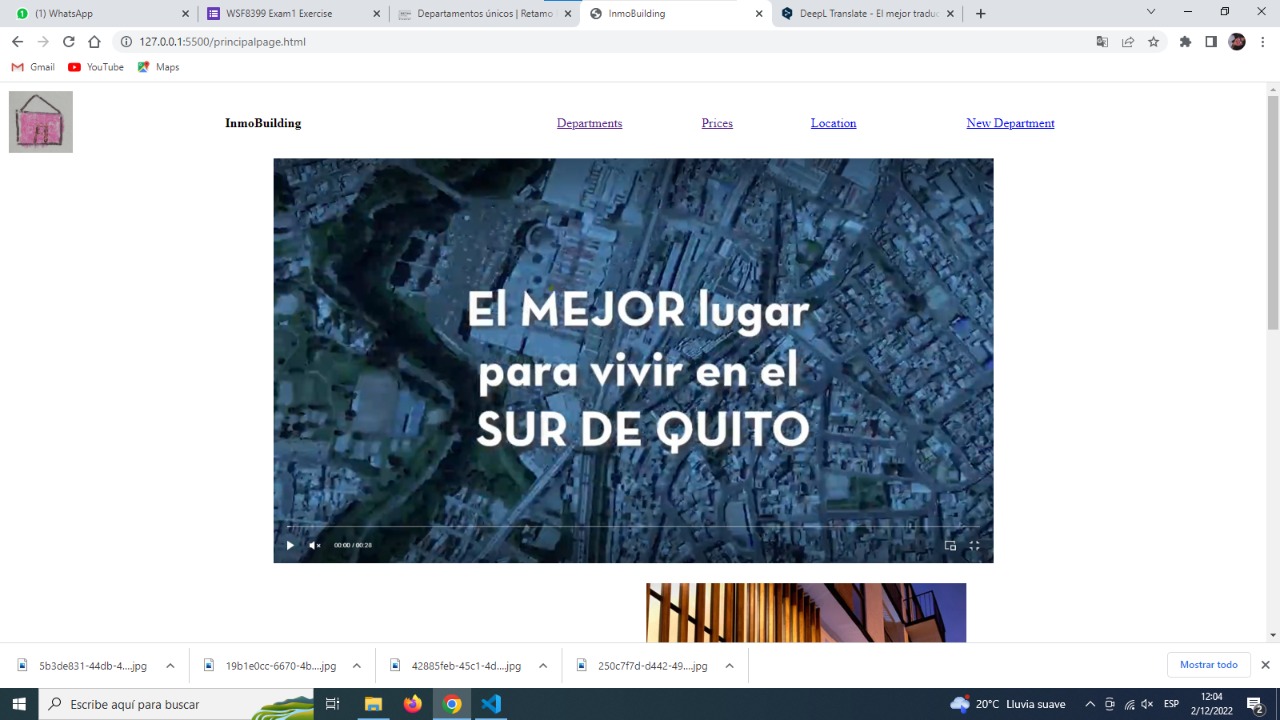 (1) WhatsApp
WSF8399 Exam1 Exercise
Departamentos únicos | Retamo
InmoBuilding
DeepL Translate - El mejor traduc
127.0.0.1:5500/principalpage.html
Gmail
YouTube
Maps
InmoBuilding
Departments
Prices
Location
New Department
El MEJOR lugar
para vivir en el
SUR DE QUITO
00:00 / 00:28
5b3de831-44db-4....jpg
19b1e0cc-6670-4b....jpg
42885feb-45c1-4d....jpg
250c7f7d-d442-49....jpg
Mostrar todo
Escribe aquí para buscar
20°C Lluvia suave
ESP
12:04
2/12/2022
2